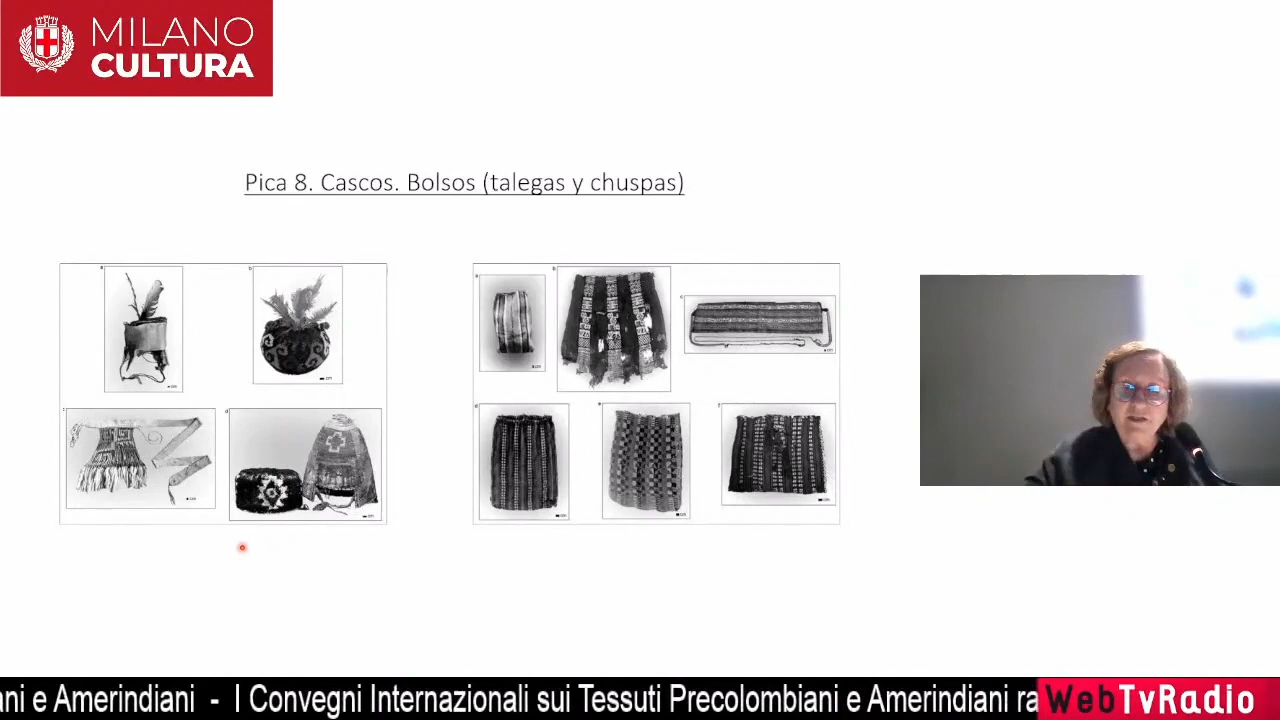 MILANO
CULTURA
Pica 8. Cascos. Bolsos (talegas y chuspas)
a
b
a
b
c
c
d
d
e
f
ani e Amerindiani - I Convegni Internazionali sui Tessuti Precolombiani e Amerindiani ra
WebTvRadio